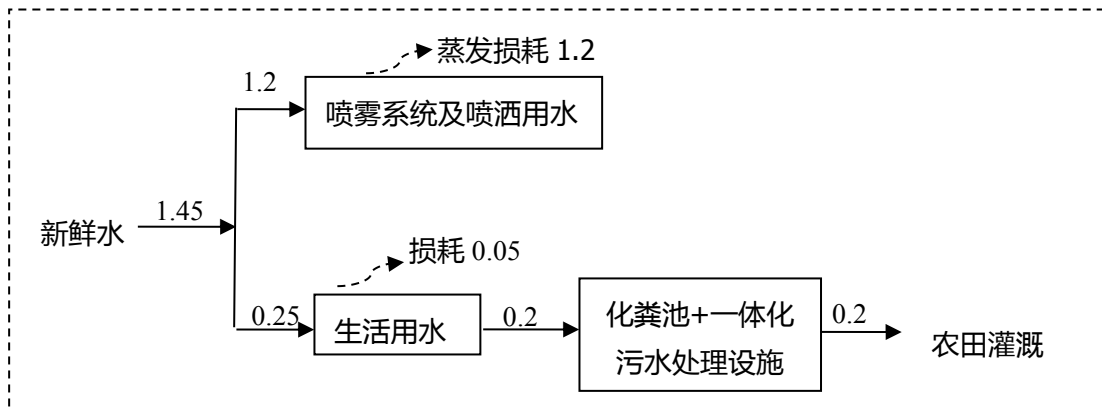 蒸发损耗 1.2
1.2
喷雾系统及喷洒用水
1.45
新鲜水
损耗 0.05
0.25
生活用水
0.2
化粪池+一体化
污水处理设施
0.2
农田灌溉